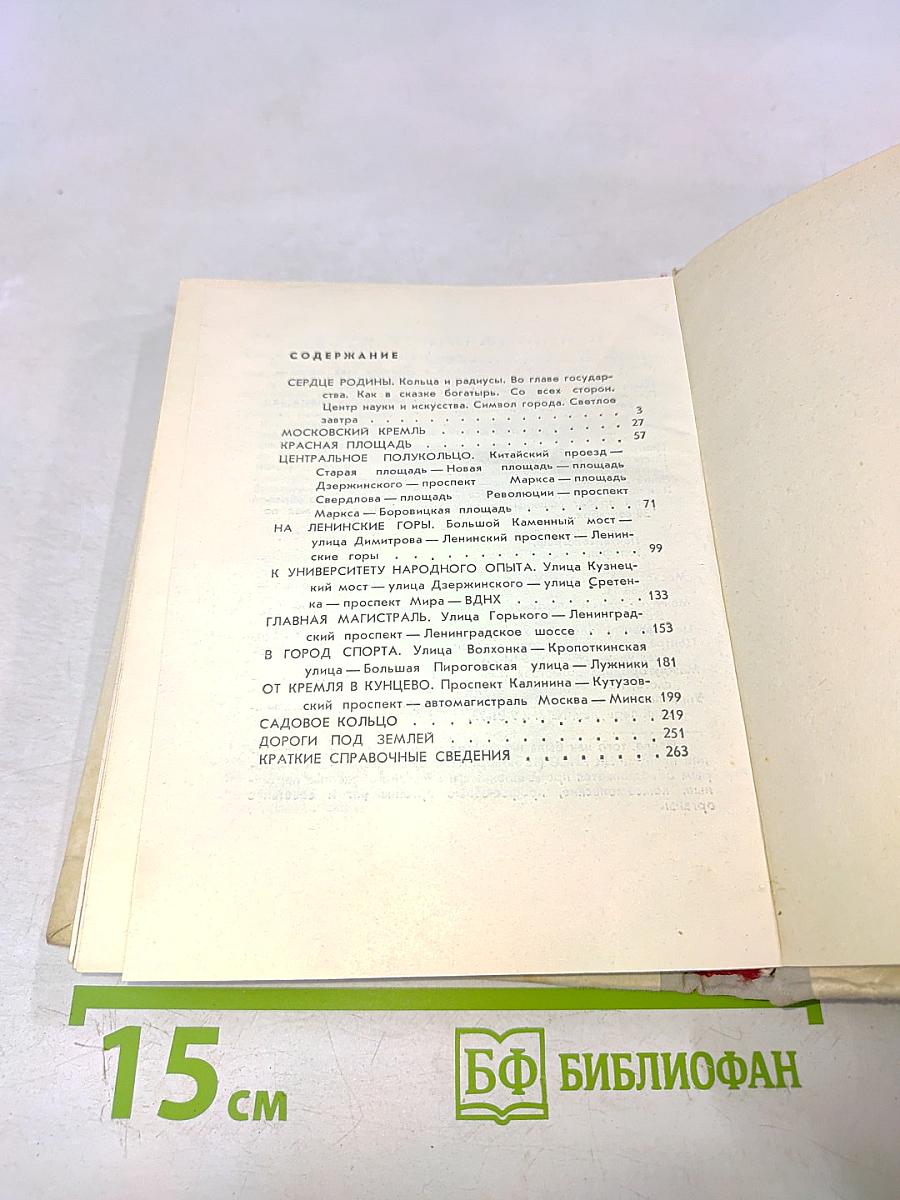 СОДЕРЖАНИЕ
СЕРДЦЕ РОДИНЫ. Кольца и радиусы. Во главе государ-
ства. Как в сказке богатырь. Со всех сторон.
Центр науки и искусства. Символ города. Светлое
завтра . . . . . . . . . . . . . . . . 3
МОСКОВСКИЙ КРЕМЛЬ . . . . . . . . . . . . . 27
КРАСНАЯ ПЛОЩАДЬ . . . . . . . . . . . . . . 57
ЦЕНТРАЛЬНОЕ ПОЛУКОЛЬЦО. Китайский проезд —
Старая площадь — Новая площадь — площадь
Дзержинского — проспект Маркса — площадь
Свердлова — площадь Революции — проспект
Маркса — Боровицкая площадь . . . . . . . 71
НА ЛЕНИНСКИЕ ГОРЫ. Большой Каменный мост —
улица Димитрова — Ленинский проспект — Ленин-
ские горы . . . . . . . . . . . . . . 99
К УНИВЕРСИТЕТУ НАРОДНОГО ОПЫТА. Улица Кузнец-
кий мост — улица Дзержинского — улица Сретен-
ка — проспект Мира — ВДНХ . . . . . . . . 133
ГЛАВНАЯ МАГИСТРАЛЬ. Улица Горького — Ленинград-
ский проспект — Ленинградское шоссе . . . . 153
В ГОРОД СПОРТА. Улица Волхонка — Кропоткинская
улица — Большая Пироговская улица — Лужники 181
ОТ КРЕМЛЯ В КУНЦЕВО. Проспект Калинина — Кутузов-
ский проспект — автомагистраль Москва — Минск 199
САДОВОЕ КОЛЬЦО . . . . . . . . . . . . . 219
ДОРОГИ ПОД ЗЕМЛЕЙ . . . . . . . . . . . 251
КРАТКИЕ СПРАВОЧНЫЕ СВЕДЕНИЯ . . . . . . . . 263
15 см
БФ БИБЛИОФАН